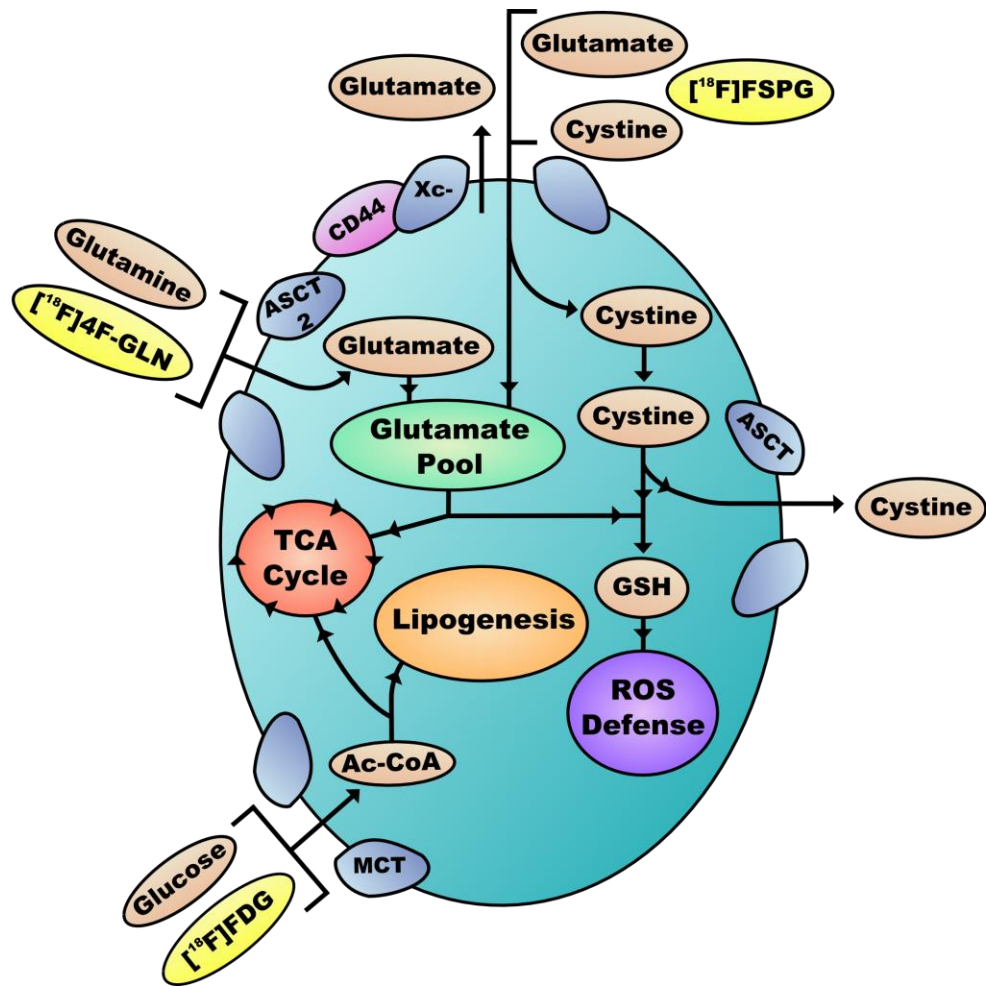 Glutamate
Glutamate
[¹⁸F]FSPG
Cystine
Xc-
CD44
Glutamine
[¹⁸F]4F-GLN
ASCT
2
Glutamate
Cystine
Cystine
Glutamate
Pool
ASCT
Cystine
TCA
Cycle
GSH
Lipogenesis
ROS
Defense
Ac-CoA
MCT
Glucose
[¹⁸F]FDG